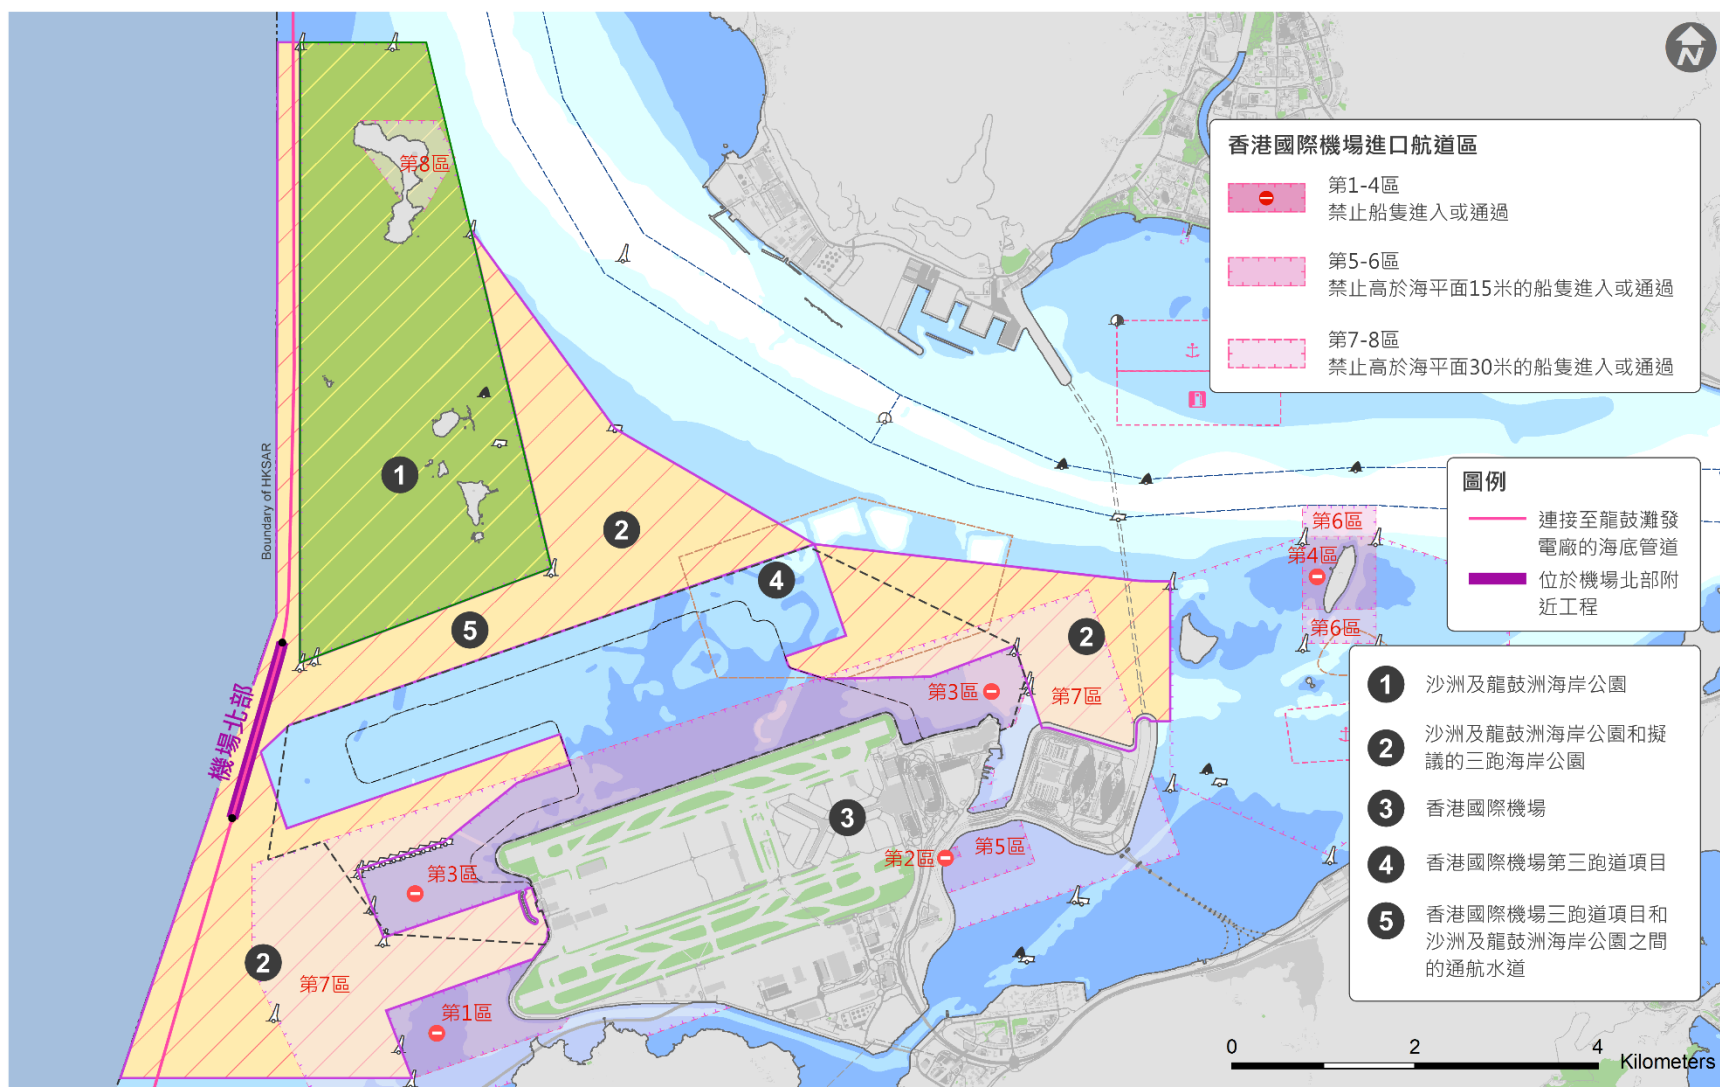 N
香港國際機場進口航道區
第1-4區
禁止船隻進入或通過
第5-6區
禁止高於海平面15米的船隻進入或通過
第7-8區
禁止高於海平面30米的船隻進入或通過
第8區
Boundary of HKSAR
1
2
圖例
連接至龍鼓灘發
電廠的海底管道
位於機場北部附
近工程
第6區
第4區
第6區
4
5
2
機場北部
第3區
第7區
1
沙洲及龍鼓洲海岸公園
2
沙洲及龍鼓洲海岸公園和擬
議的三跑海岸公園
3
香港國際機場
4
香港國際機場第三跑道項目
5
香港國際機場三跑道項目和
沙洲及龍鼓洲海岸公園之間
的通航水道
3
第2區
第5區
第3區
2
第7區
第1區
0
2
4
Kilometers